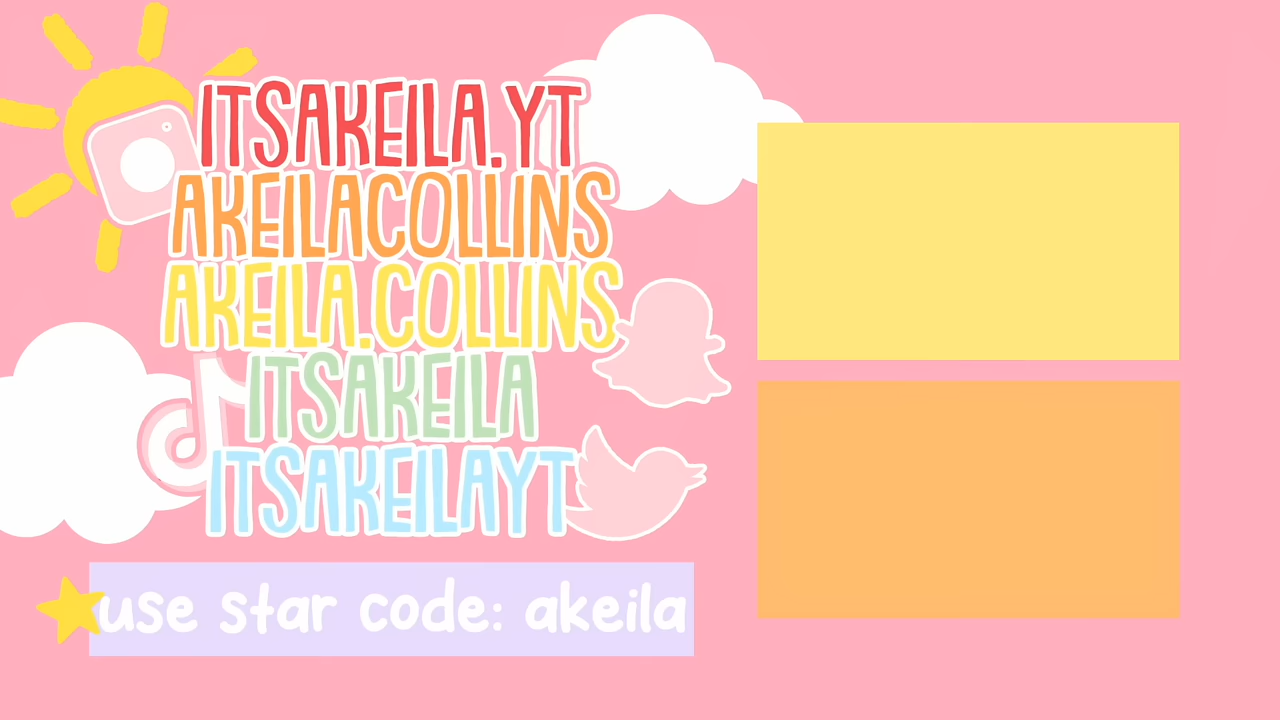 ITSAKEILA.YT
AKEILACOLLINS
AKEILA.COLLINS
ITSAKEILA
ITSAKEILAYT
use star code: akeila